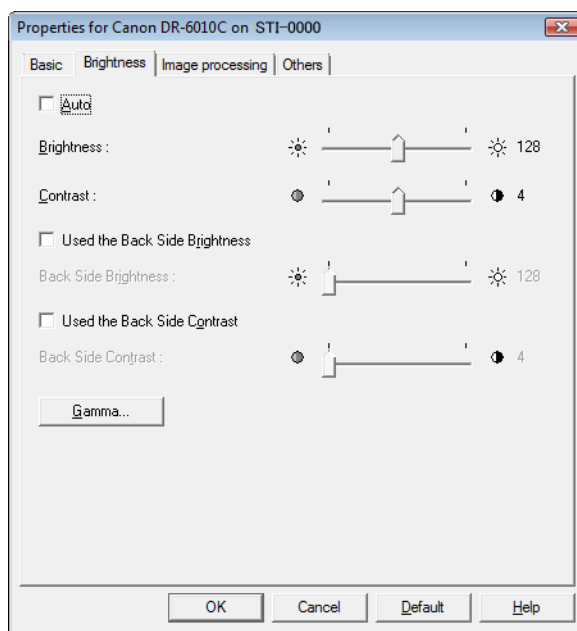 Properties for Canon DR-6010C on STI-0000
Basic Brightness Image processing Others
Auto
Brightness : 128
Contrast : 4
Used the Back Side Brightness
Back Side Brightness : 128
Used the Back Side Contrast
Back Side Contrast : 4
Gamma...
OK Cancel Default Help